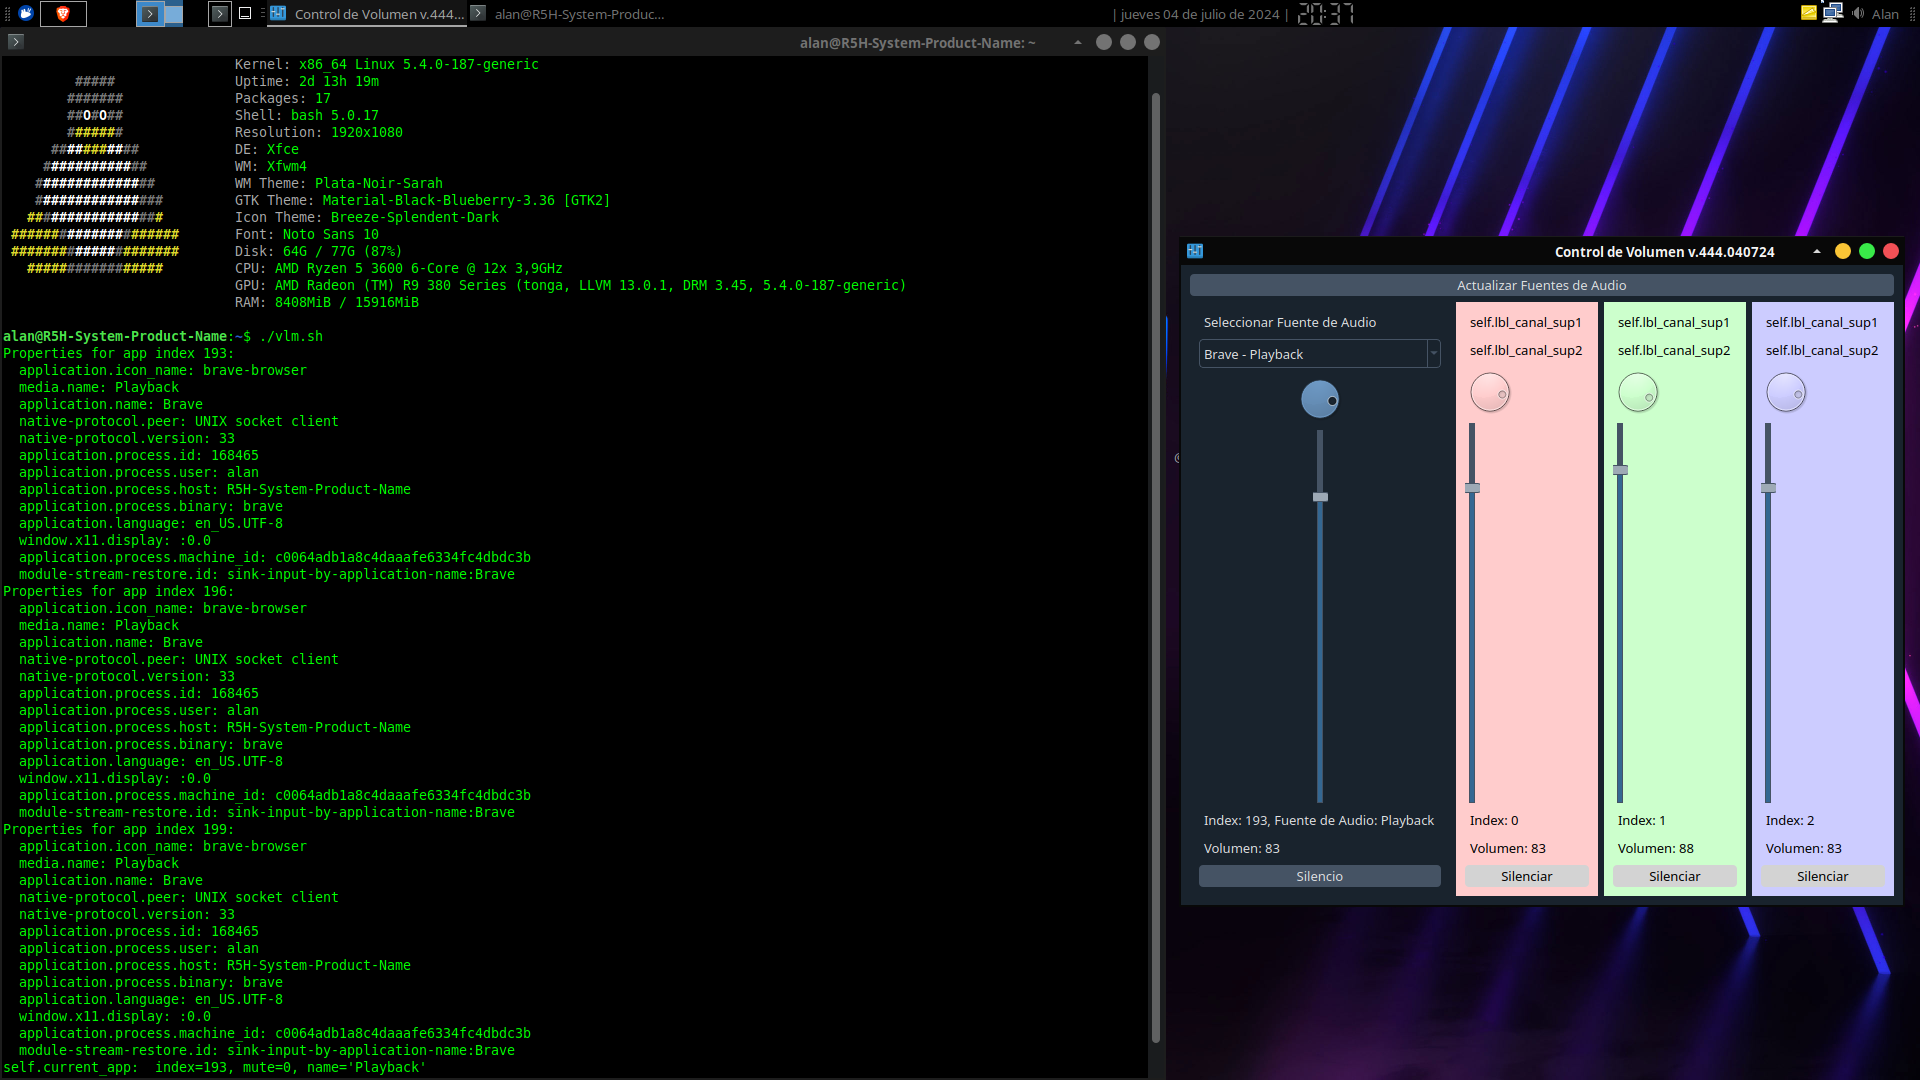 Control de Volumen v.444...
alan@R5H-System-Produc...
| jueves 04 de julio de 2024 | 20:37
Alan
alan@R5H-System-Product-Name: ~
Kernel: x86_64 Linux 5.4.0-187-generic
##### Uptime: 2d 13h 19m
####### Packages: 17
##O#O## Shell: bash 5.0.17
####### Resolution: 1920x1080
########### DE: Xfce
############# WM: Xfwm4
############### WM Theme: Plata-Noir-Sarah
################ GTK Theme: Material-Black-Blueberry-3.36 [GTK2]
################# Icon Theme: Breeze-Splendent-Dark
##################### Font: Noto Sans 10
##################### Disk: 64G / 77G (87%)
################# CPU: AMD Ryzen 5 3600 6-Core @ 12x 3,9GHz
GPU: AMD Radeon (TM) R9 380 Series (tonga, LLVM 13.0.1, DRM 3.45, 5.4.0-187-generic)
RAM: 8408MiB / 15916MiB
alan@R5H-System-Product-Name:~$ ./vlm.sh
Properties for app index 193:
application.icon_name: brave-browser
media.name: Playback
application.name: Brave
native-protocol.peer: UNIX socket client
native-protocol.version: 33
application.process.id: 168465
application.process.user: alan
application.process.host: R5H-System-Product-Name
application.process.binary: brave
application.language: en_US.UTF-8
window.x11.display: :0.0
application.process.machine_id: c0064adb1a8c4daaafe6334fc4dbdc3b
module-stream-restore.id: sink-input-by-application-name:Brave
Properties for app index 196:
application.icon_name: brave-browser
media.name: Playback
application.name: Brave
native-protocol.peer: UNIX socket client
native-protocol.version: 33
application.process.id: 168465
application.process.user: alan
application.process.host: R5H-System-Product-Name
application.process.binary: brave
application.language: en_US.UTF-8
window.x11.display: :0.0
application.process.machine_id: c0064adb1a8c4daaafe6334fc4dbdc3b
module-stream-restore.id: sink-input-by-application-name:Brave
Properties for app index 199:
application.icon_name: brave-browser
media.name: Playback
application.name: Brave
native-protocol.peer: UNIX socket client
native-protocol.version: 33
application.process.id: 168465
application.process.user: alan
application.process.host: R5H-System-Product-Name
application.process.binary: brave
application.language: en_US.UTF-8
window.x11.display: :0.0
application.process.machine_id: c0064adb1a8c4daaafe6334fc4dbdc3b
module-stream-restore.id: sink-input-by-application-name:Brave
self.current_app:  index=193, mute=0, name='Playback'
Control de Volumen v.444.040724
Actualizar Fuentes de Audio
Seleccionar Fuente de Audio
Brave - Playback
Index: 193, Fuente de Audio: Playback
Volumen: 83
Silencio
self.lbl_canal_sup1
self.lbl_canal_sup2
Index: 0
Volumen: 83
Silenciar
self.lbl_canal_sup1
self.lbl_canal_sup2
Index: 1
Volumen: 88
Silenciar
self.lbl_canal_sup1
self.lbl_canal_sup2
Index: 2
Volumen: 83
Silenciar